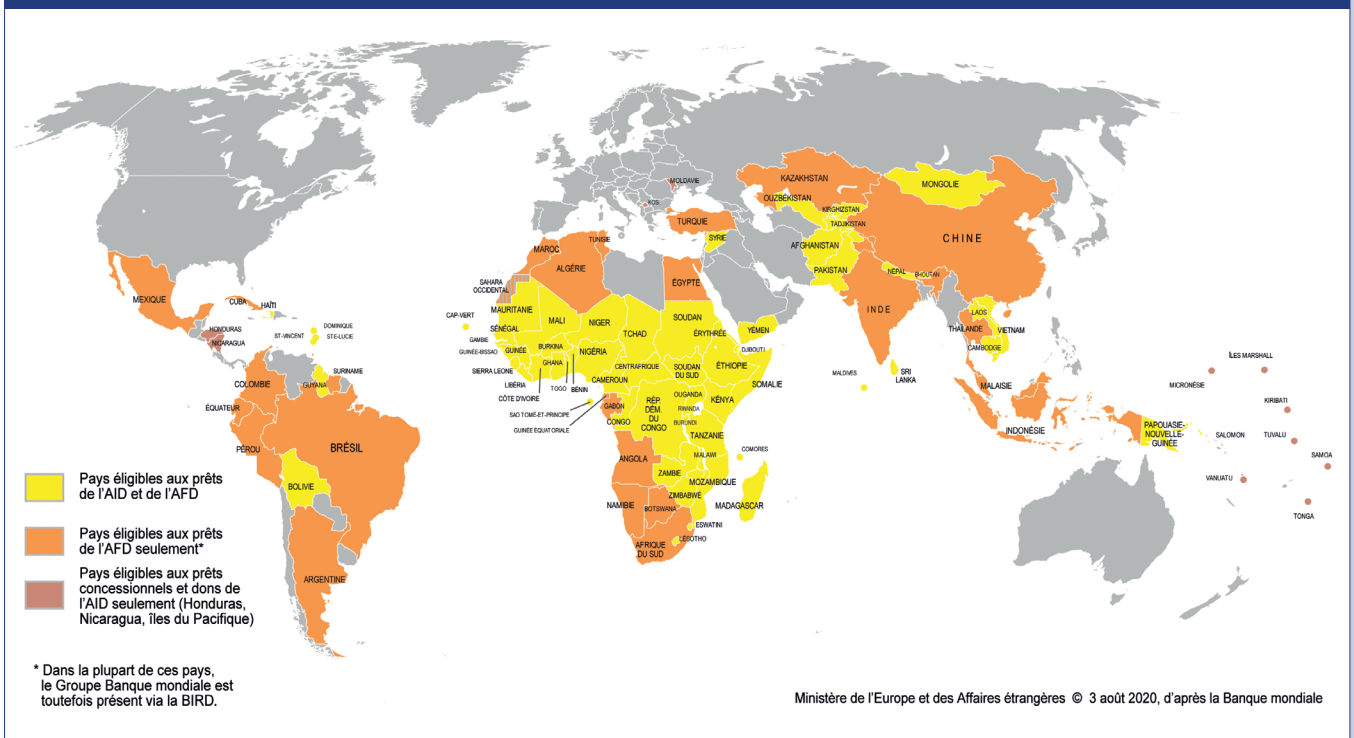 MOLDAVIE
KOS
KAZAKHSTAN
OUZBÉKISTAN
KIRGHIZSTAN
TADJIKISTAN
MONGOLIE
CHINE
TURQUIE
SYRIE
AFGHANISTAN
PAKISTAN
NÉPAL
BHOUTAN
INDE
MAROC
TUNISIE
ALGÉRIE
ÉGYPTE
SAHARA
OCCIDENTAL
MEXIQUE
CUBA
HAÏTI
HONDURAS
NICARAGUA
ST-VINCENT
DOMINIQUE
STE-LUCIE
CAP-VERT
MAURITANIE
MALI
NIGER
TCHAD
SOUDAN
ÉRYTHRÉE
YÉMEN
DJIBOUTI
SÉNÉGAL
GAMBIE
GUINÉE-BISSAO
GUINÉE
BURKINA
GHANA
NIGÉRIA
SIERRA LEONE
LIBÉRIA
CÔTE D'IVOIRE
TOGO
BÉNIN
CAMEROUN
CENTRAFRIQUE
SOUDAN
DU SUD
ÉTHIOPIE
SOMALIE
SAO TOMÉ-ET-PRINCIPE
GUINÉE ÉQUATORIALE
GABON
CONGO
RÉP.
DÉM.
DU
CONGO
OUGANDA
RWANDA
BURUNDI
KÉNYA
TANZANIE
COMORES
ANGOLA
ZAMBIE
MALAWI
MOZAMBIQUE
ZIMBABWÉ
MADAGASCAR
NAMIBIE
BOTSWANA
ESWATINI
LÉSOTHO
AFRIQUE
DU SUD
COLOMBIE
GUYANA
SURINAME
ÉQUATEUR
PÉROU
BRÉSIL
BOLIVIE
ARGENTINE
LAOS
THAÏLANDE
VIETNAM
CAMBODGE
MALDIVES
SRI
LANKA
MALAISIE
INDONÉSIE
PAPOUASIE-
NOUVELLE-
GUINÉE
ÎLES MARSHALL
MICRONÉSIE
KIRIBATI
SALOMON
TUVALU
SAMOA
VANUATU
TONGA
Pays éligibles aux prêts
de l'AID et de l'AFD
Pays éligibles aux prêts
de l'AFD seulement*
Pays éligibles aux prêts
concessionnels et dons de
l'AID seulement (Honduras,
Nicaragua, îles du Pacifique)
* Dans la plupart de ces pays,
le Groupe Banque mondiale est
toutefois présent via la BIRD.
Ministère de l'Europe et des Affaires étrangères © 3 août 2020, d'après la Banque mondiale